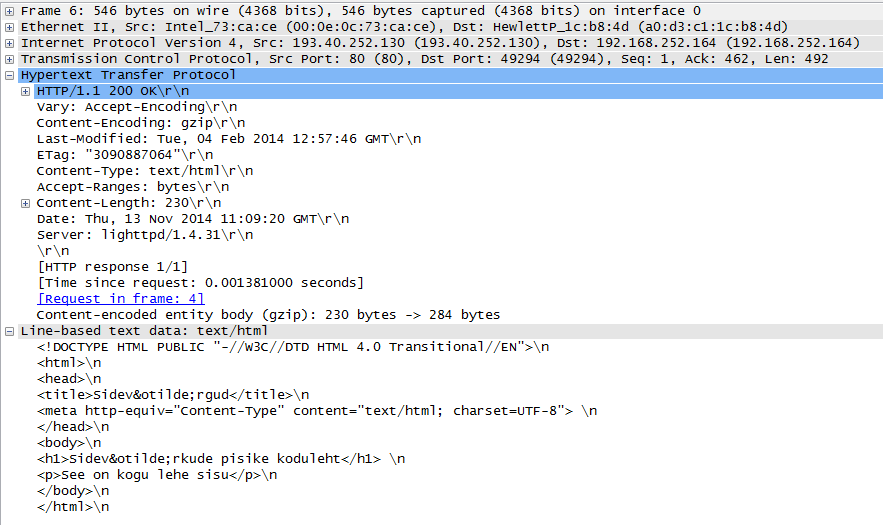 Frame 6: 546 bytes on wire (4368 bits), 546 bytes captured (4368 bits) on interface 0
Ethernet II, Src: Intel_73:ca:ce (00:0e:0c:73:ca:ce), Dst: HewlettP_1c:b8:4d (a0:d3:c1:1c:b8:4d)
Internet Protocol Version 4, Src: 193.40.252.130 (193.40.252.130), Dst: 192.168.252.164 (192.168.252.164)
Transmission Control Protocol, Src Port: 80 (80), Dst Port: 49294 (49294), Seq: 1, Ack: 462, Len: 492
Hypertext Transfer Protocol
HTTP/1.1 200 OK\r\n
Vary: Accept-Encoding\r\n
Content-Encoding: gzip\r\n
Last-Modified: Tue, 04 Feb 2014 12:57:46 GMT\r\n
ETag: "3090887064"\r\n
Content-Type: text/html\r\n
Accept-Ranges: bytes\r\n
Content-Length: 230\r\n
Date: Thu, 13 Nov 2014 11:09:20 GMT\r\n
Server: lighttpd/1.4.31\r\n
\r\n
[HTTP response 1/1]
[Time since request: 0.001381000 seconds]
[Request in frame: 4]
Content-encoded entity body (gzip): 230 bytes -> 284 bytes
Line-based text data: text/html
<!DOCTYPE HTML PUBLIC "-//W3C//DTD HTML 4.0 Transitional//EN">\n
<html>\n
<head>\n
<title>Sidev&otilde;rgud</title>\n
<meta http-equiv="Content-Type" content="text/html; charset=UTF-8"> \n
</head>\n
<body>\n
<h1>Sidev&otilde;rkude pisike koduleht</h1> \n
<p>See on kogu lehe sisu</p>\n
</body>\n
</html>\n